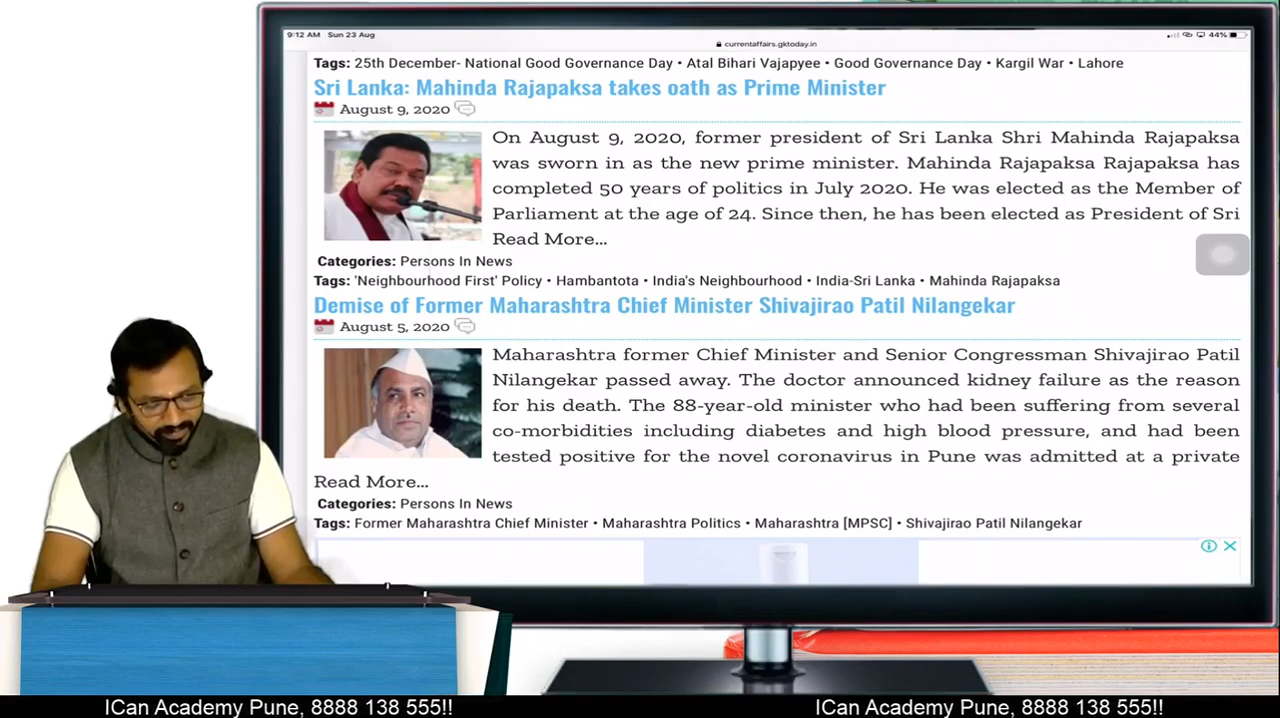 9:12 AM Sun 23 Aug
currentaffairs.gktoday.in
44%
Tags: 25th December- National Good Governance Day • Atal Bihari Vajapyee • Good Governance Day • Kargil War • Lahore
Sri Lanka: Mahinda Rajapaksa takes oath as Prime Minister
August 9, 2020
On August 9, 2020, former president of Sri Lanka Shri Mahinda Rajapaksa
was sworn in as the new prime minister. Mahinda Rajapaksa Rajapaksa has
completed 50 years of politics in July 2020. He was elected as the Member of
Parliament at the age of 24. Since then, he has been elected as President of Sri
Read More...
Categories: Persons In News
Tags: 'Neighbourhood First' Policy • Hambantota • India's Neighbourhood • India-Sri Lanka • Mahinda Rajapaksa
Demise of Former Maharashtra Chief Minister Shivajirao Patil Nilangekar
August 5, 2020
Maharashtra former Chief Minister and Senior Congressman Shivajirao Patil
Nilangekar passed away. The doctor announced kidney failure as the reason
for his death. The 88-year-old minister who had been suffering from several
co-morbidities including diabetes and high blood pressure, and had been
tested positive for the novel coronavirus in Pune was admitted at a private
Read More...
Categories: Persons In News
Tags: Former Maharashtra Chief Minister • Maharashtra Politics • Maharashtra [MPSC] • Shivajirao Patil Nilangekar
ICan Academy Pune, 8888 138 555!!
ICan Academy Pune, 8888 138 555!!